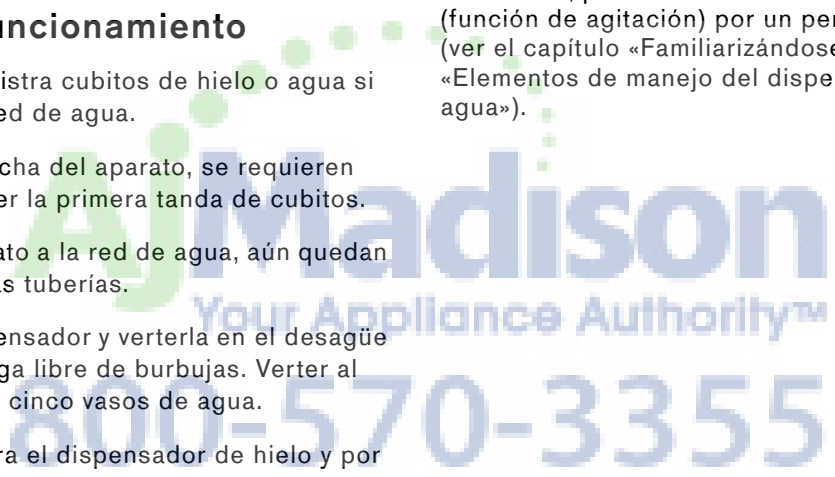 ncionamiento
istra cubitos de hielo o agua si
ed de agua.
cha del aparato, se requieren
er la primera tanda de cubitos.
ato a la red de agua, aún quedan
s tuberías.
ensador y verterla en el desagüe
ga libre de burbujas. Verter al
cinco vasos de agua.
ra el dispensador de hielo y por
(función de agitación) por un per
(ver el capítulo «Familiarizándose
«Elementos de manejo del dispe
agua»).
AjMadison
Your Appliance Authority™
800-570-3355